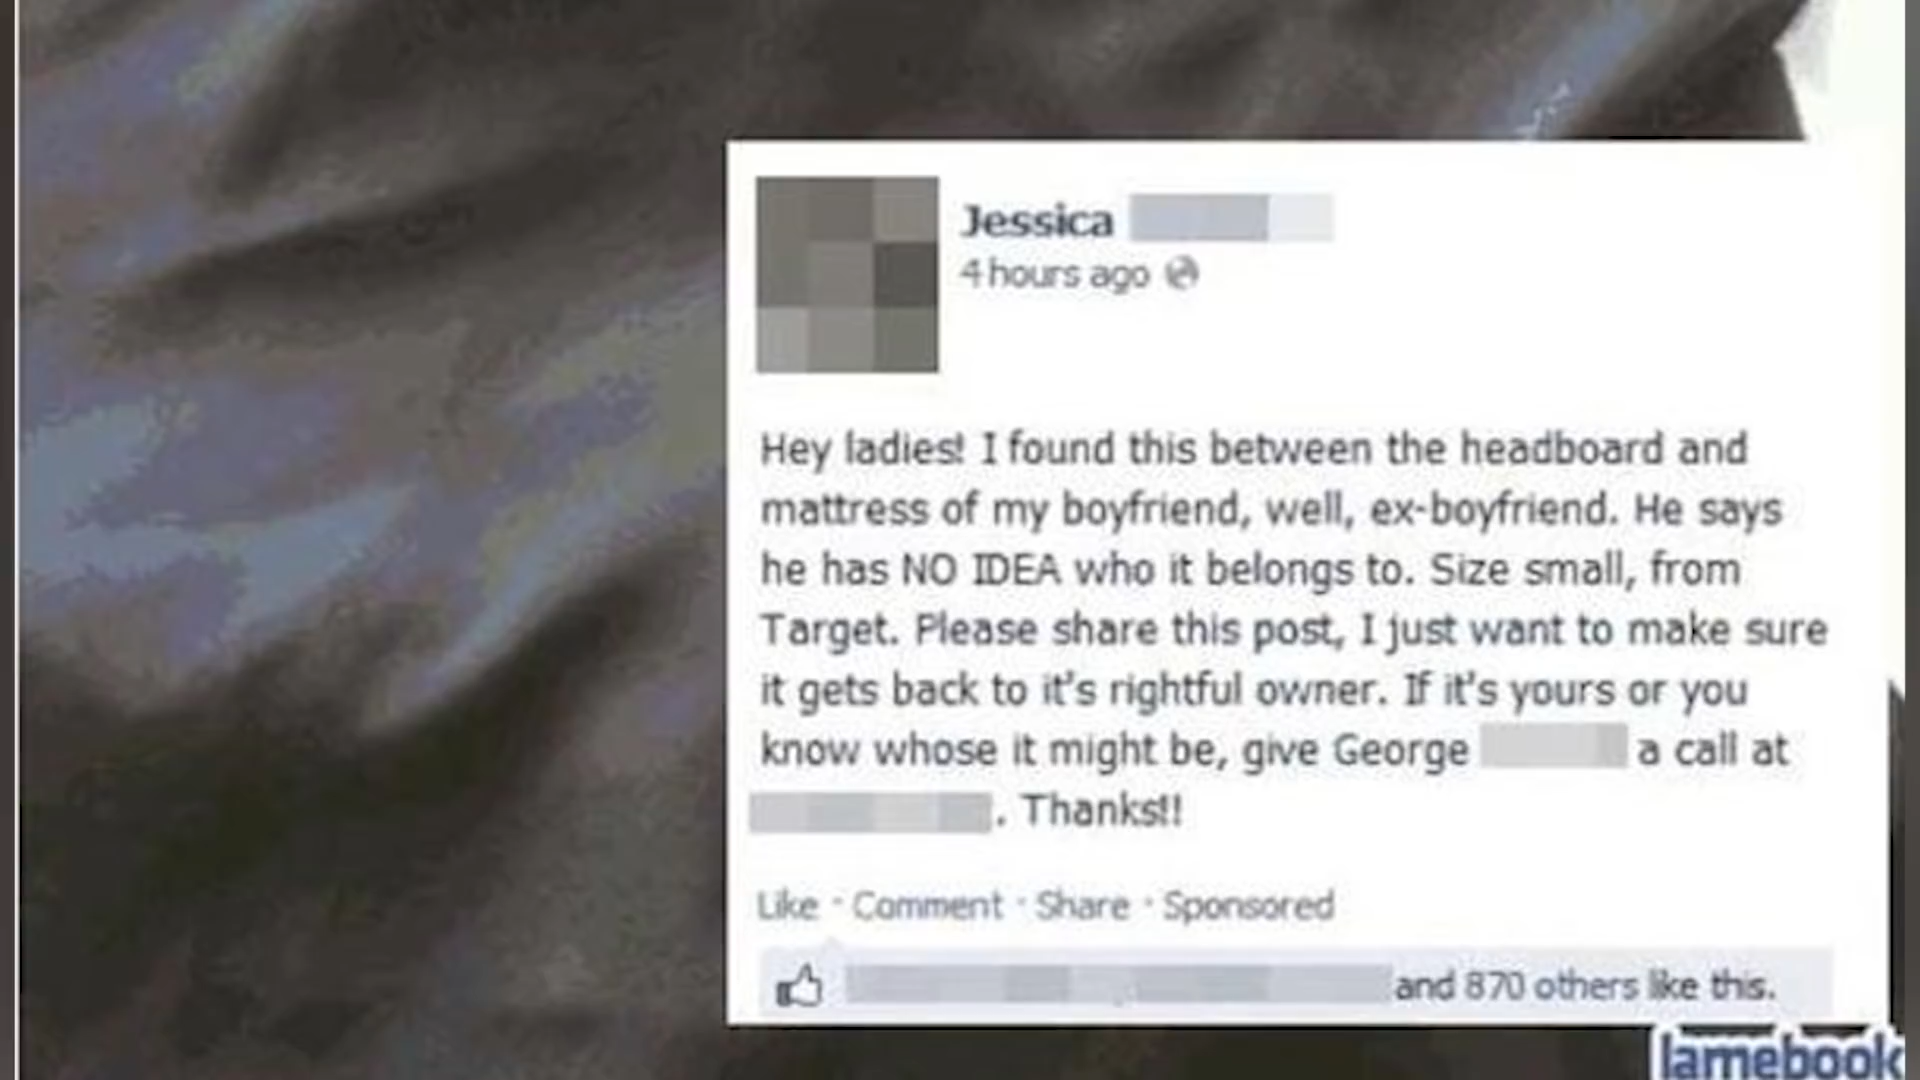 Jessica
4 hours ago
Hey ladies! I found this between the headboard and
mattress of my boyfriend, well, ex-boyfriend. He says
he has NO IDEA who it belongs to. Size small, from
Target. Please share this post, I just want to make sure
it gets back to it's rightful owner. If it's yours or you
know whose it might be, give George a call at
. Thanks!!
Like · Comment · Share · Sponsored
and 870 others like this.
lamebook